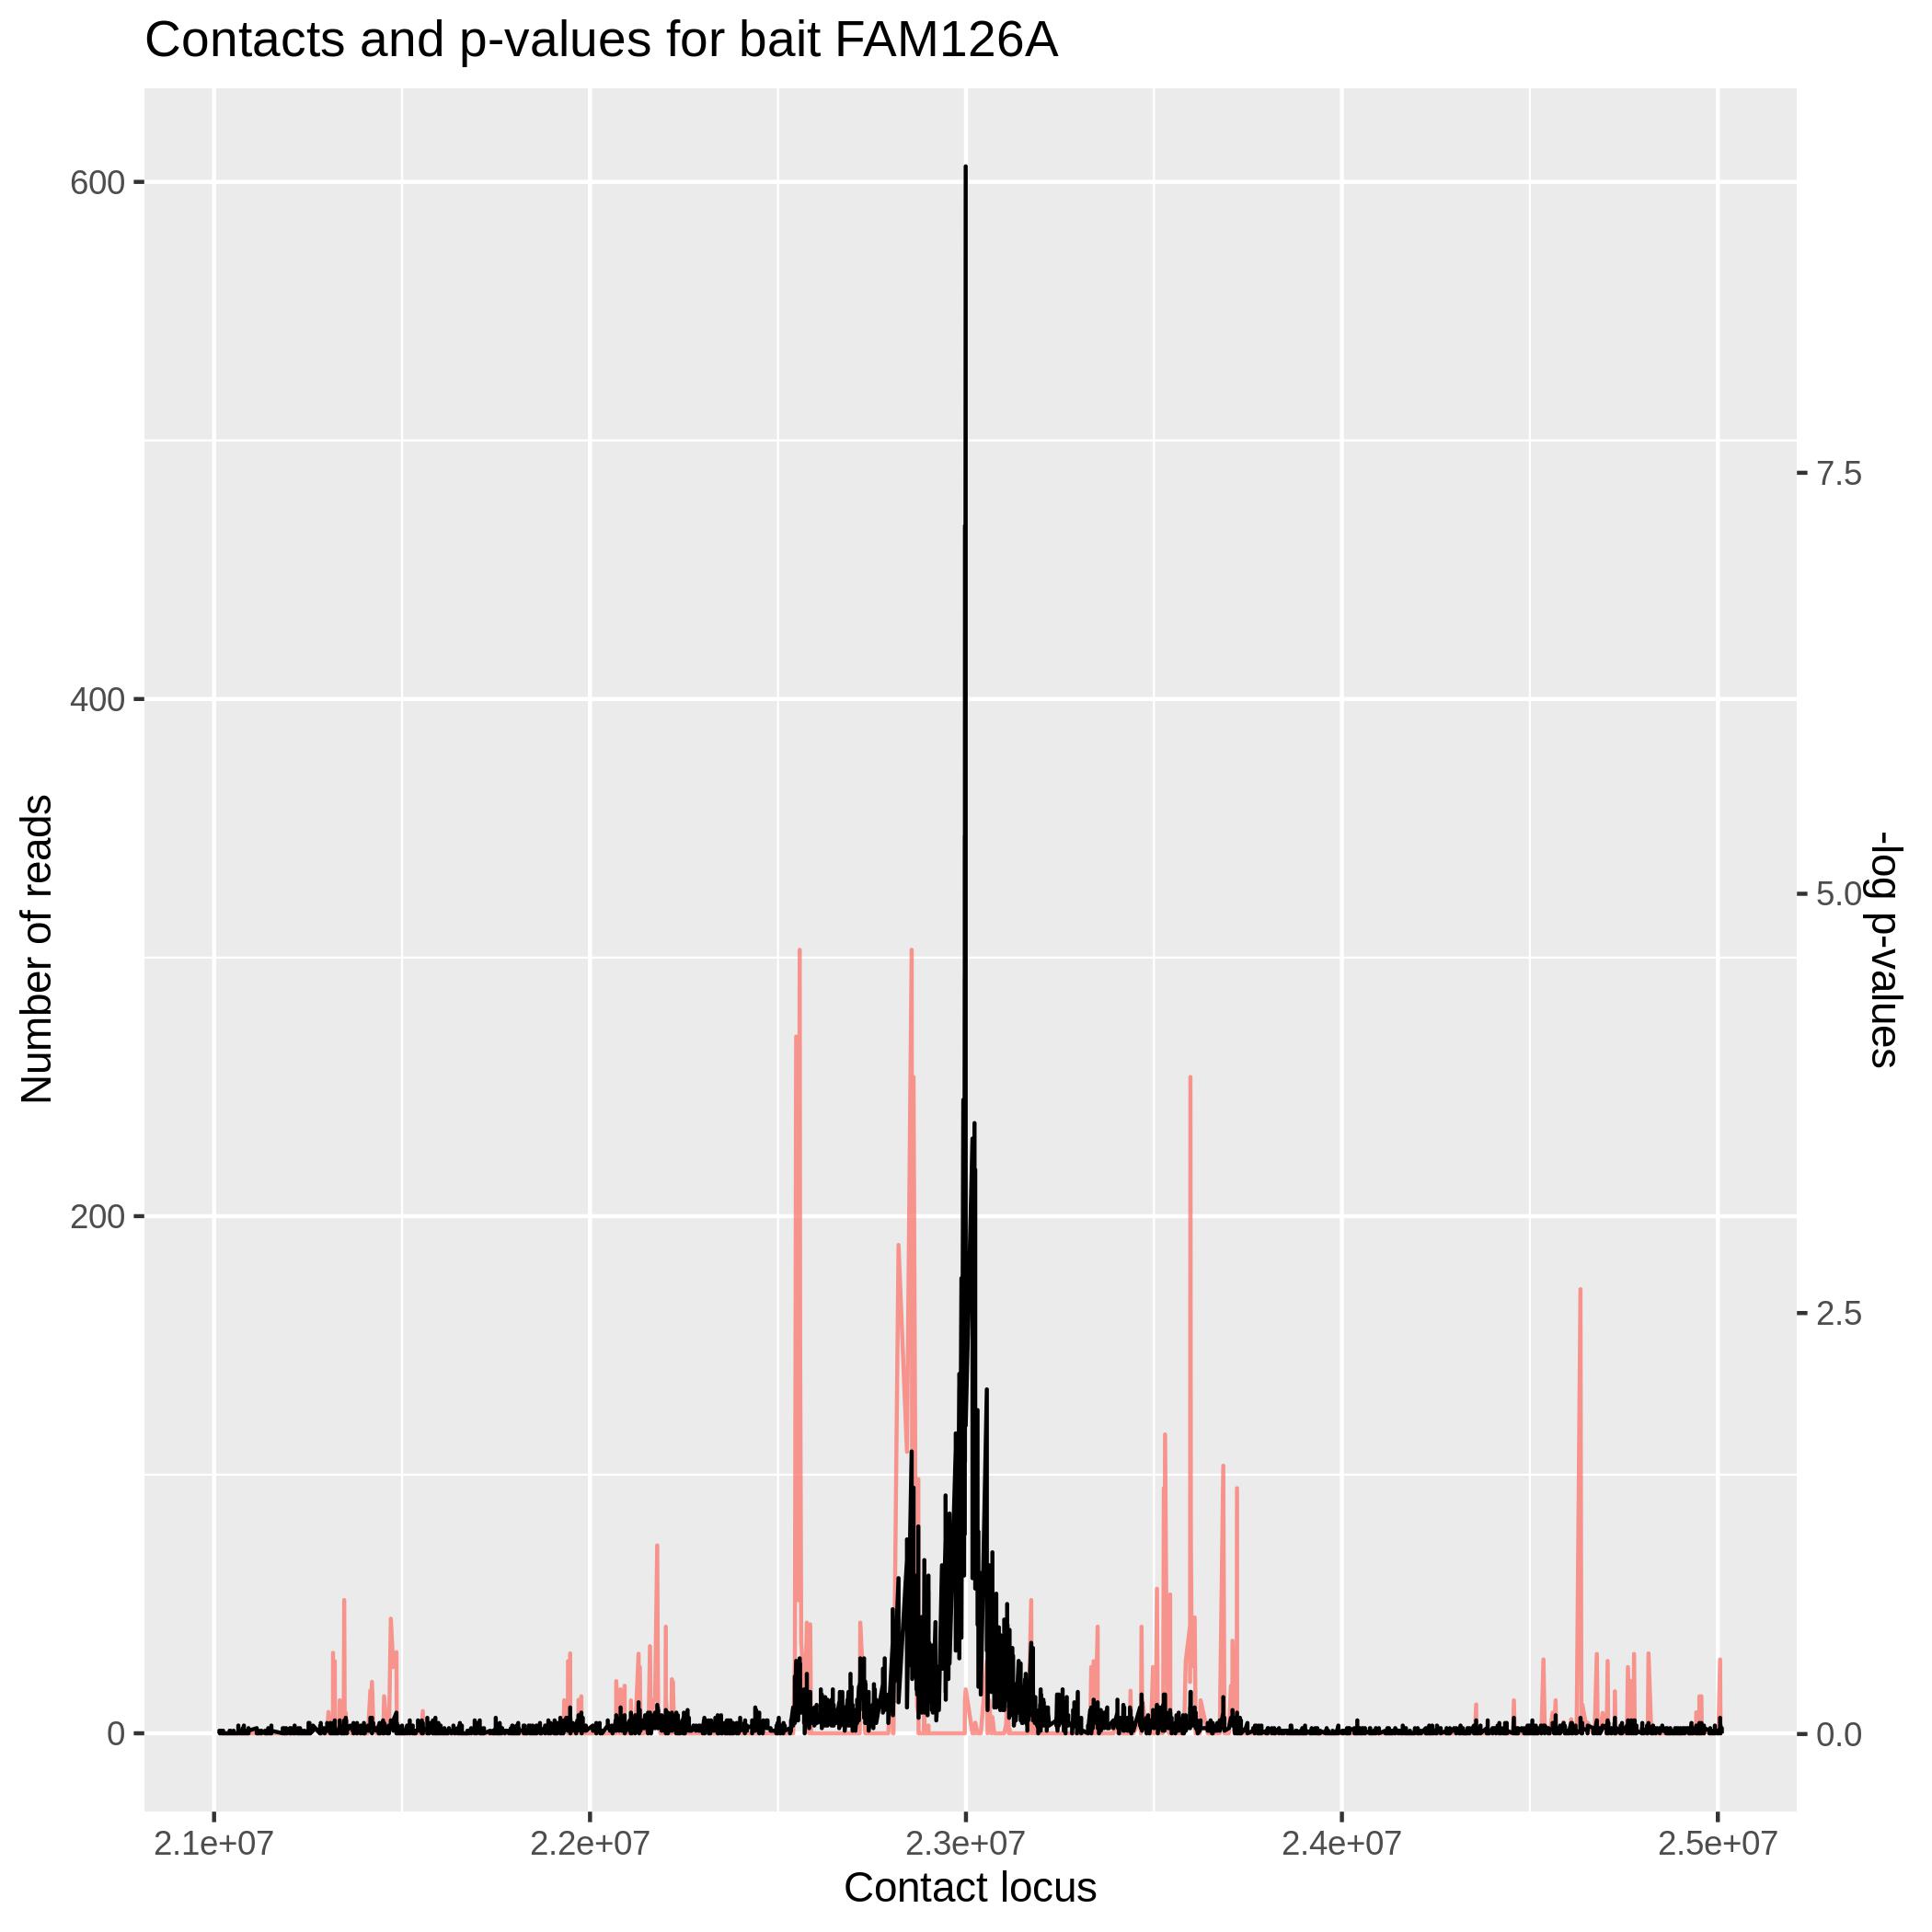 Contacts and p-values for bait FAM126A
600
400
200
0
7.5
5.0
2.5
0.0
Number of reads
-log p-values
2.1e+07
2.2e+07
2.3e+07
2.4e+07
2.5e+07
Contact locus